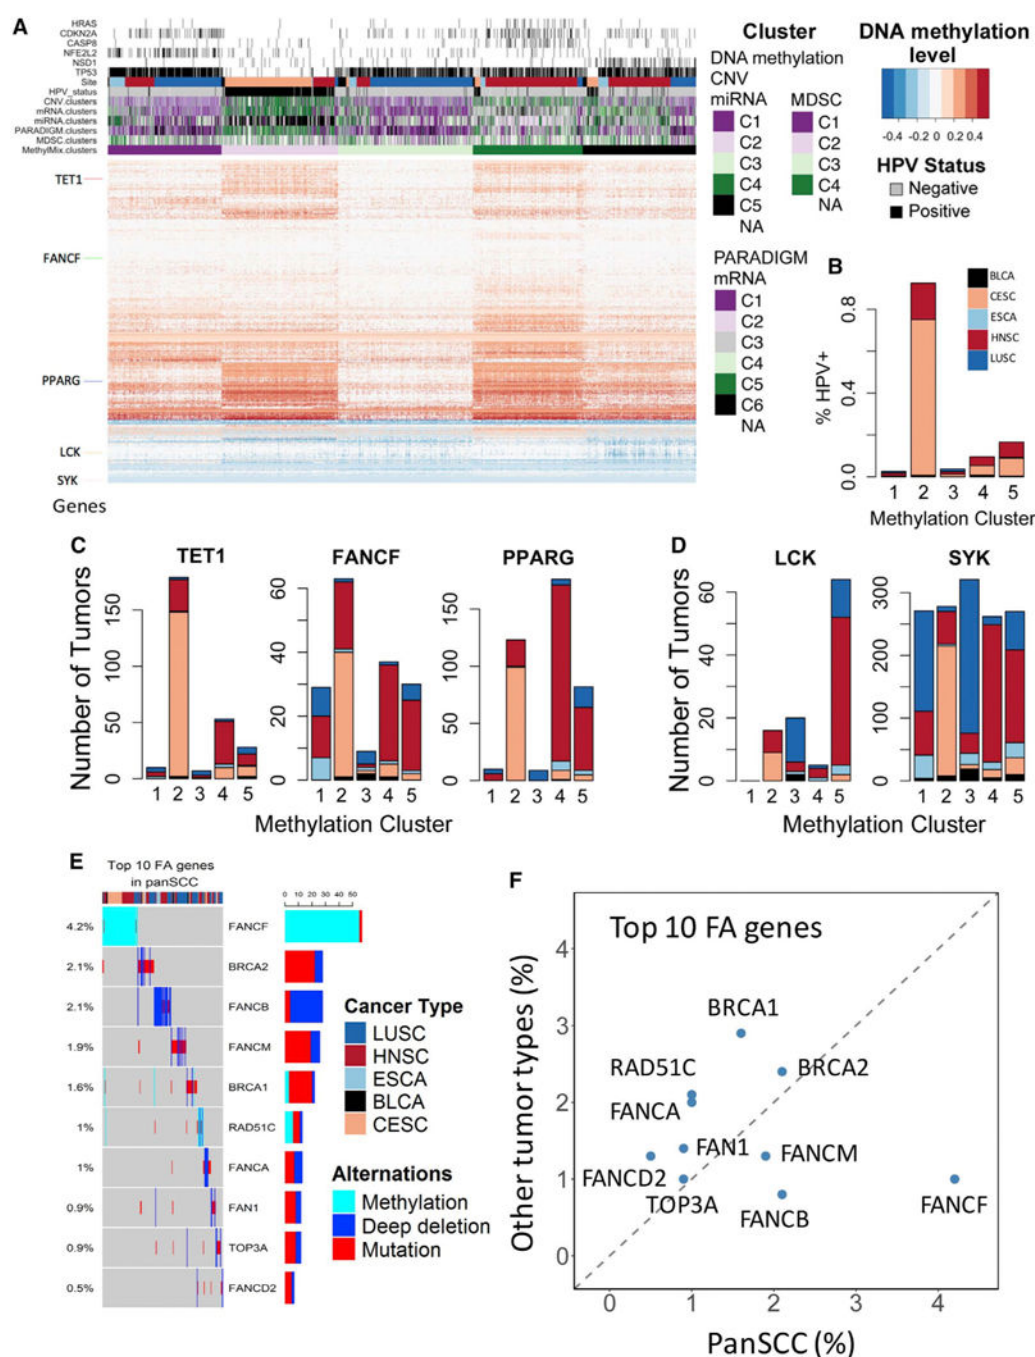 A
HRAS
CDKN2A
CASP8
NFE2L2
NSD1
TP53
Site
HPV_status
CNV.clusters
mRNA.clusters
miRNA.clusters
PARADIGM.clusters
MDSC.clusters
MethylMix.clusters
TET1
FANCF
PPARG
LCK
SYK
Genes
Cluster
DNA methylation
CNV
miRNA
C1
C2
C3
C4
C5
NA
MDSC
C1
C2
C3
C4
NA
PARADIGM
mRNA
C1
C2
C3
C4
C5
C6
NA
DNA methylation
level
-0.4 0 0.2 0.4
HPV Status
Negative
Positive
B
% HPV+
0.8
0.4
0.0
BLCA
CESC
ESCA
HNSC
LUSC
1 2 3 4 5
Methylation Cluster
C
TET1 FANCF PPARG
Number of Tumors
150
100
50
0
1 2 3 4 5
60
40
20
0
1 2 3 4 5
150
100
50
0
1 2 3 4 5
Methylation Cluster
D
LCK SYK
Number of Tumors
60
40
20
0
1 2 3 4 5
300
200
100
0
1 2 3 4 5
Methylation Cluster
E
Top 10 FA genes
in panSCC
0 10 20 30 40 50
4.2% FANCF
2.1% BRCA2
2.1% FANCB
1.9% FANCM
1.6% BRCA1
1% RAD51C
1% FANCA
0.9% FAN1
0.9% TOP3A
0.5% FANCD2
Cancer Type
LUSC
HNSC
ESCA
BLCA
CESC
Alternations
Methylation
Deep deletion
Mutation
F
Top 10 FA genes
Other tumor types (%)
4
3
2
1
0
BRCA1
RAD51C
BRCA2
FANCA
FAN1
FANCM
FANCD2
TOP3A
FANCB
FANCF
0 1 2 3 4
PanSCC (%)